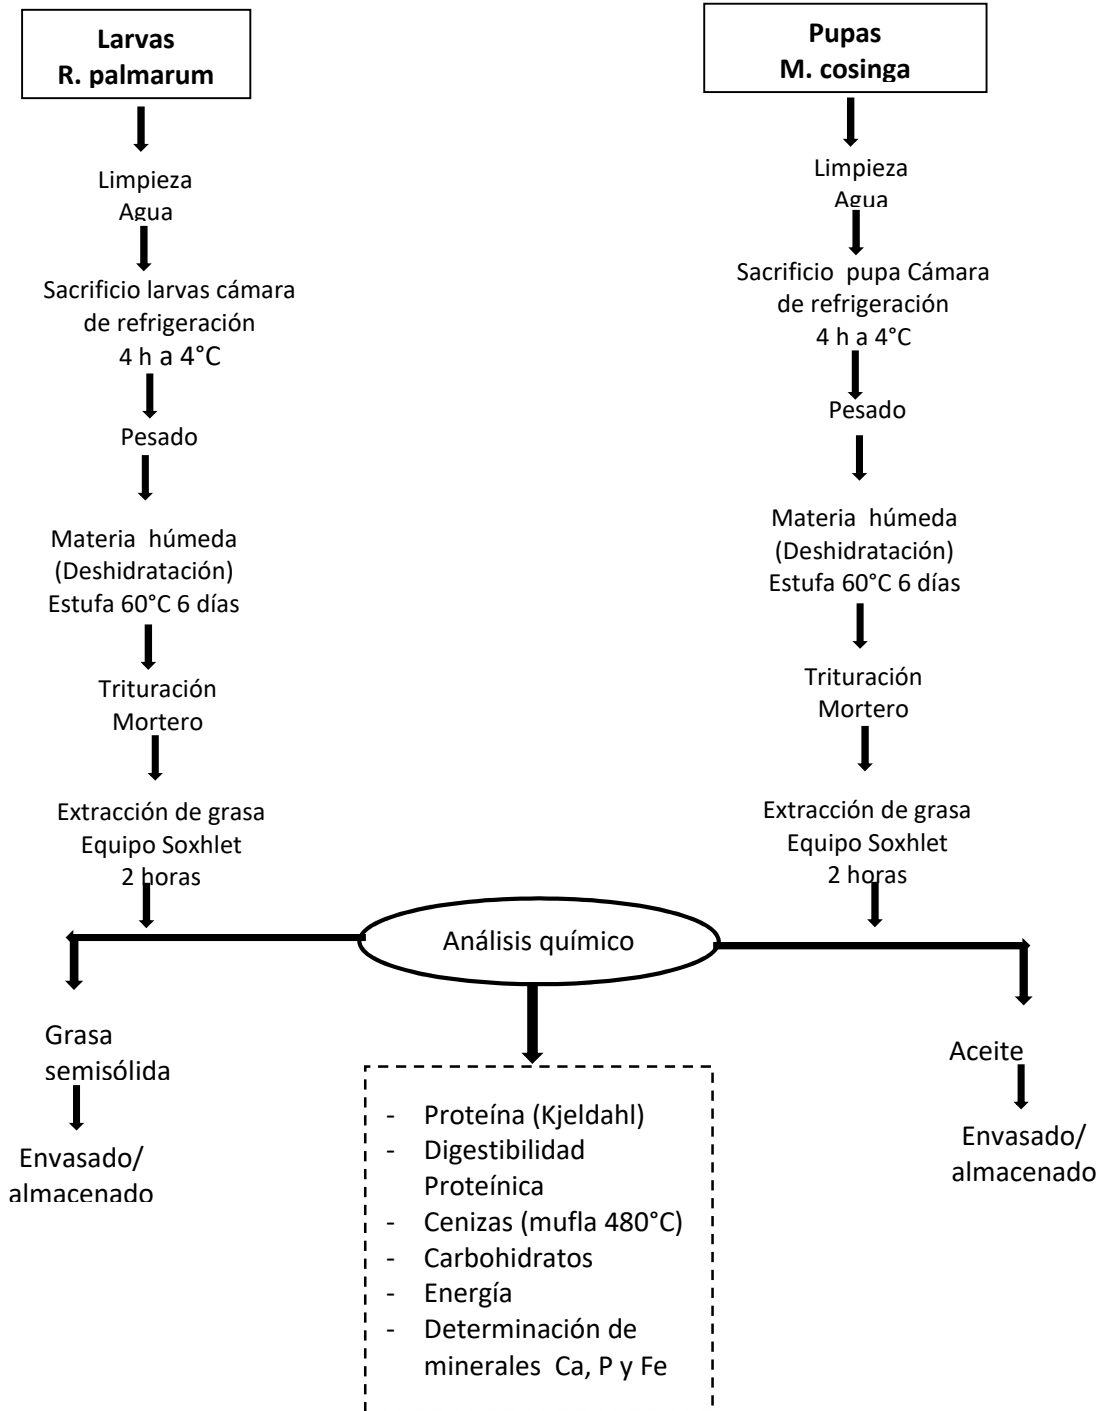 Larvas
R. palmarum
Limpieza
Agua
Sacrificio larvas cámara
de refrigeración
4 h a 4°C
Pesado
Materia húmeda
(Deshidratación)
Estufa 60°C 6 días
Trituración
Mortero
Extracción de grasa
Equipo Soxhlet
2 horas
Grasa
semisólida
Envasado/
almacenado
Pupas
M. cosinga
Limpieza
Agua
Sacrificio pupa Cámara
de refrigeración
4 h a 4°C
Pesado
Materia húmeda
(Deshidratación)
Estufa 60°C 6 días
Trituración
Mortero
Extracción de grasa
Equipo Soxhlet
2 horas
Aceite
Envasado/
almacenado
Análisis químico
- Proteína (Kjeldahl)
- Digestibilidad
Proteínica
- Cenizas (mufla 480°C)
- Carbohidratos
- Energía
- Determinación de
minerales Ca, P y Fe